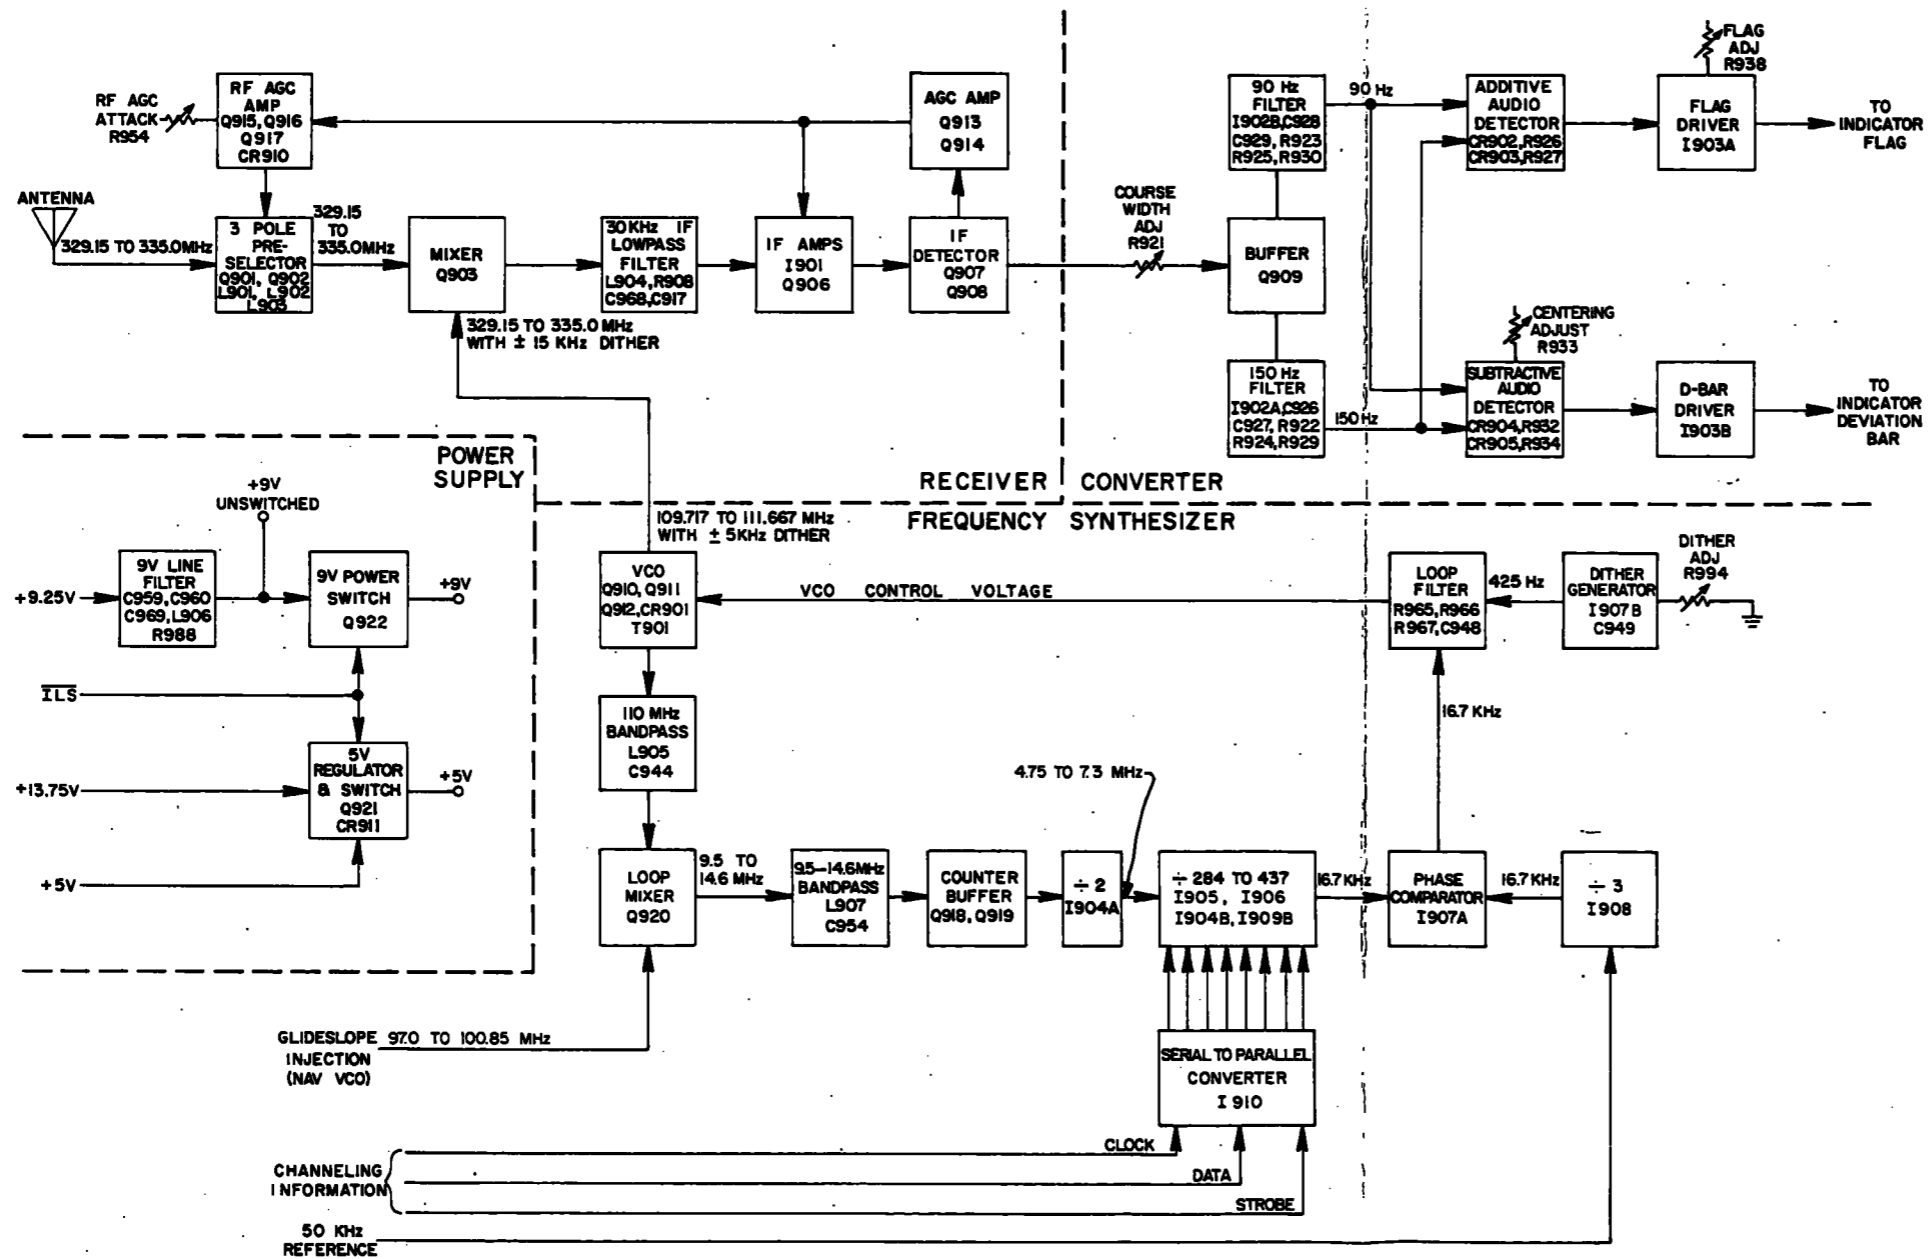 RF AGC
ATTACK
R954
RF AGC
AMP
Q915, Q916
Q917
CR910
AGC AMP
Q913
Q914
ANTENNA
329.15 TO 335.0MHz
3 POLE
PRE-
SELECTOR
Q901, Q902
L901, L902
L903
329.15
TO
335.0MHz
MIXER
Q903
30KHz IF
LOWPASS
FILTER
L904, R908
C968, C917
IF AMPS
I901
Q906
IF
DETECTOR
Q907
Q908
329.15 TO 335.0 MHz
WITH ± 15 KHz DITHER
RECEIVER
COURSE
WIDTH
ADJ
R921
90 Hz
FILTER
I902B, C928
C929, R923
R925, R930
BUFFER
Q909
150 Hz
FILTER
I902A, C926
C927, R922
R924, R929
90 Hz
150 Hz
ADDITIVE
AUDIO
DETECTOR
CR902, R926
CR903, R927
FLAG
ADJ
R938
FLAG
DRIVER
I903A
TO
INDICATOR
FLAG
CENTERING
ADJUST
R933
SUBTRACTIVE
AUDIO
DETECTOR
CR904, R932
CR905, R934
D-BAR
DRIVER
I903B
TO
INDICATOR
DEVIATION
BAR
CONVERTER
POWER
SUPPLY
+9V
UNSWITCHED
+9.25V
9V LINE
FILTER
C959, C960
C969, L906
R988
9V POWER
SWITCH
Q922
+9V
ILS
+13.75V
5V
REGULATOR
& SWITCH
Q921
CR911
+5V
+5V
FREQUENCY SYNTHESIZER
109.717 TO 111.667 MHz
WITH ± 5KHz DITHER
VCO
Q910, Q911
Q912, CR901
T901
VCO CONTROL VOLTAGE
LOOP
FILTER
R965, R966
R967, C948
425 Hz
DITHER
GENERATOR
I907B
C949
DITHER
ADJ
R994
110 MHz
BANDPASS
L905
C944
16.7 KHz
4.75 TO 7.3 MHz
LOOP
MIXER
Q920
9.5 TO
14.6 MHz
9.5–14.6MHz
BANDPASS
L907
C954
COUNTER
BUFFER
Q918, Q919
÷ 2
I904A
÷ 284 TO 437
I905, I906
I904B, I909B
16.7 KHz
PHASE
COMPARATOR
I907A
16.7 KHz
÷ 3
I908
GLIDESLOPE 97.0 TO 100.85 MHz
INJECTION
(NAV VCO)
SERIAL TO PARALLEL
CONVERTER
I 910
CHANNELING
INFORMATION
CLOCK
DATA
STROBE
50 KHz
REFERENCE